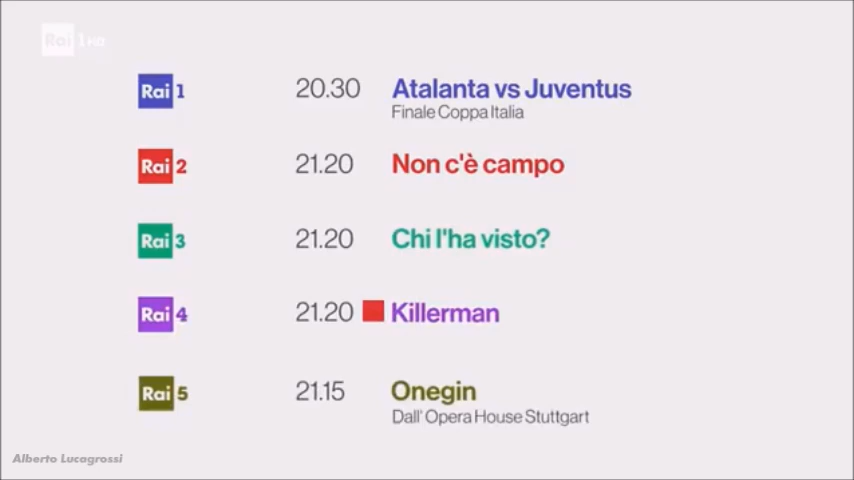 Rai 1 HD
Rai 1 20.30 Atalanta vs Juventus
Finale Coppa Italia
Rai 2 21.20 Non c'è campo
Rai 3 21.20 Chi l'ha visto?
Rai 4 21.20 Killerman
Rai 5 21.15 Onegin
Dall' Opera House Stuttgart
Alberto Lucagrossi